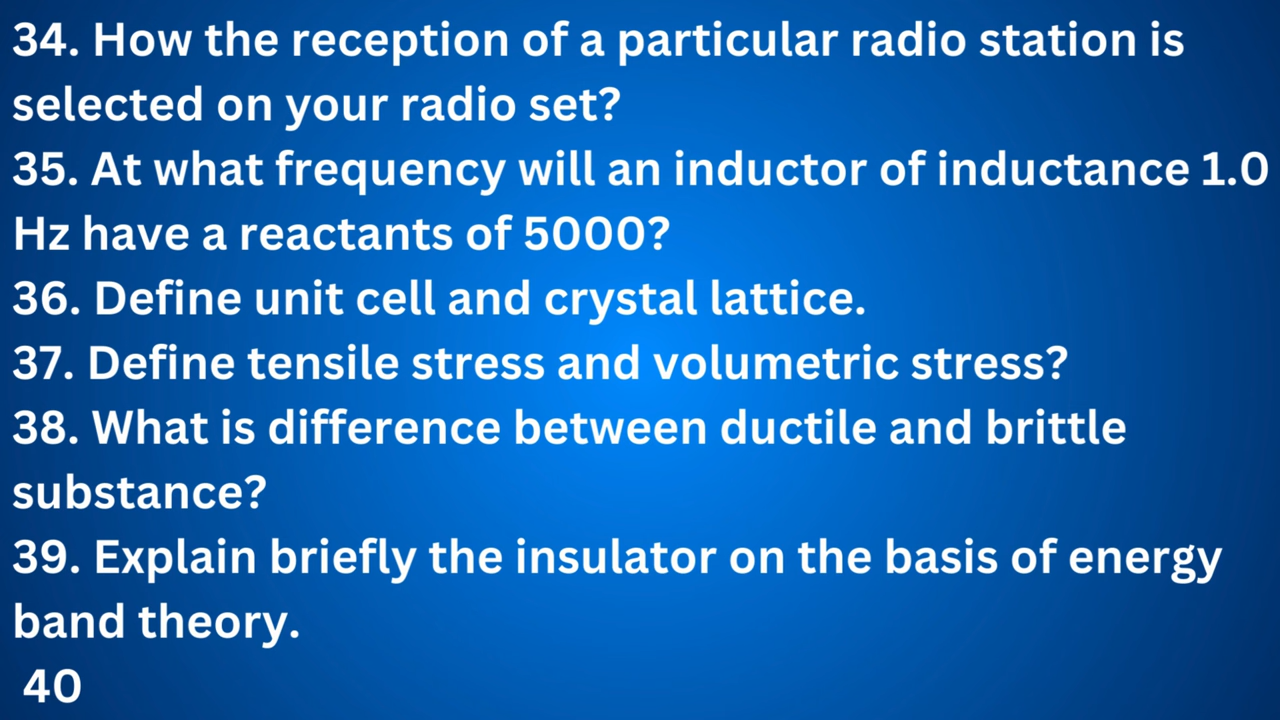 34. How the reception of a particular radio station is
selected on your radio set?
35. At what frequency will an inductor of inductance 1.0
Hz have a reactants of 5000?
36. Define unit cell and crystal lattice.
37. Define tensile stress and volumetric stress?
38. What is difference between ductile and brittle
substance?
39. Explain briefly the insulator on the basis of energy
band theory.
40